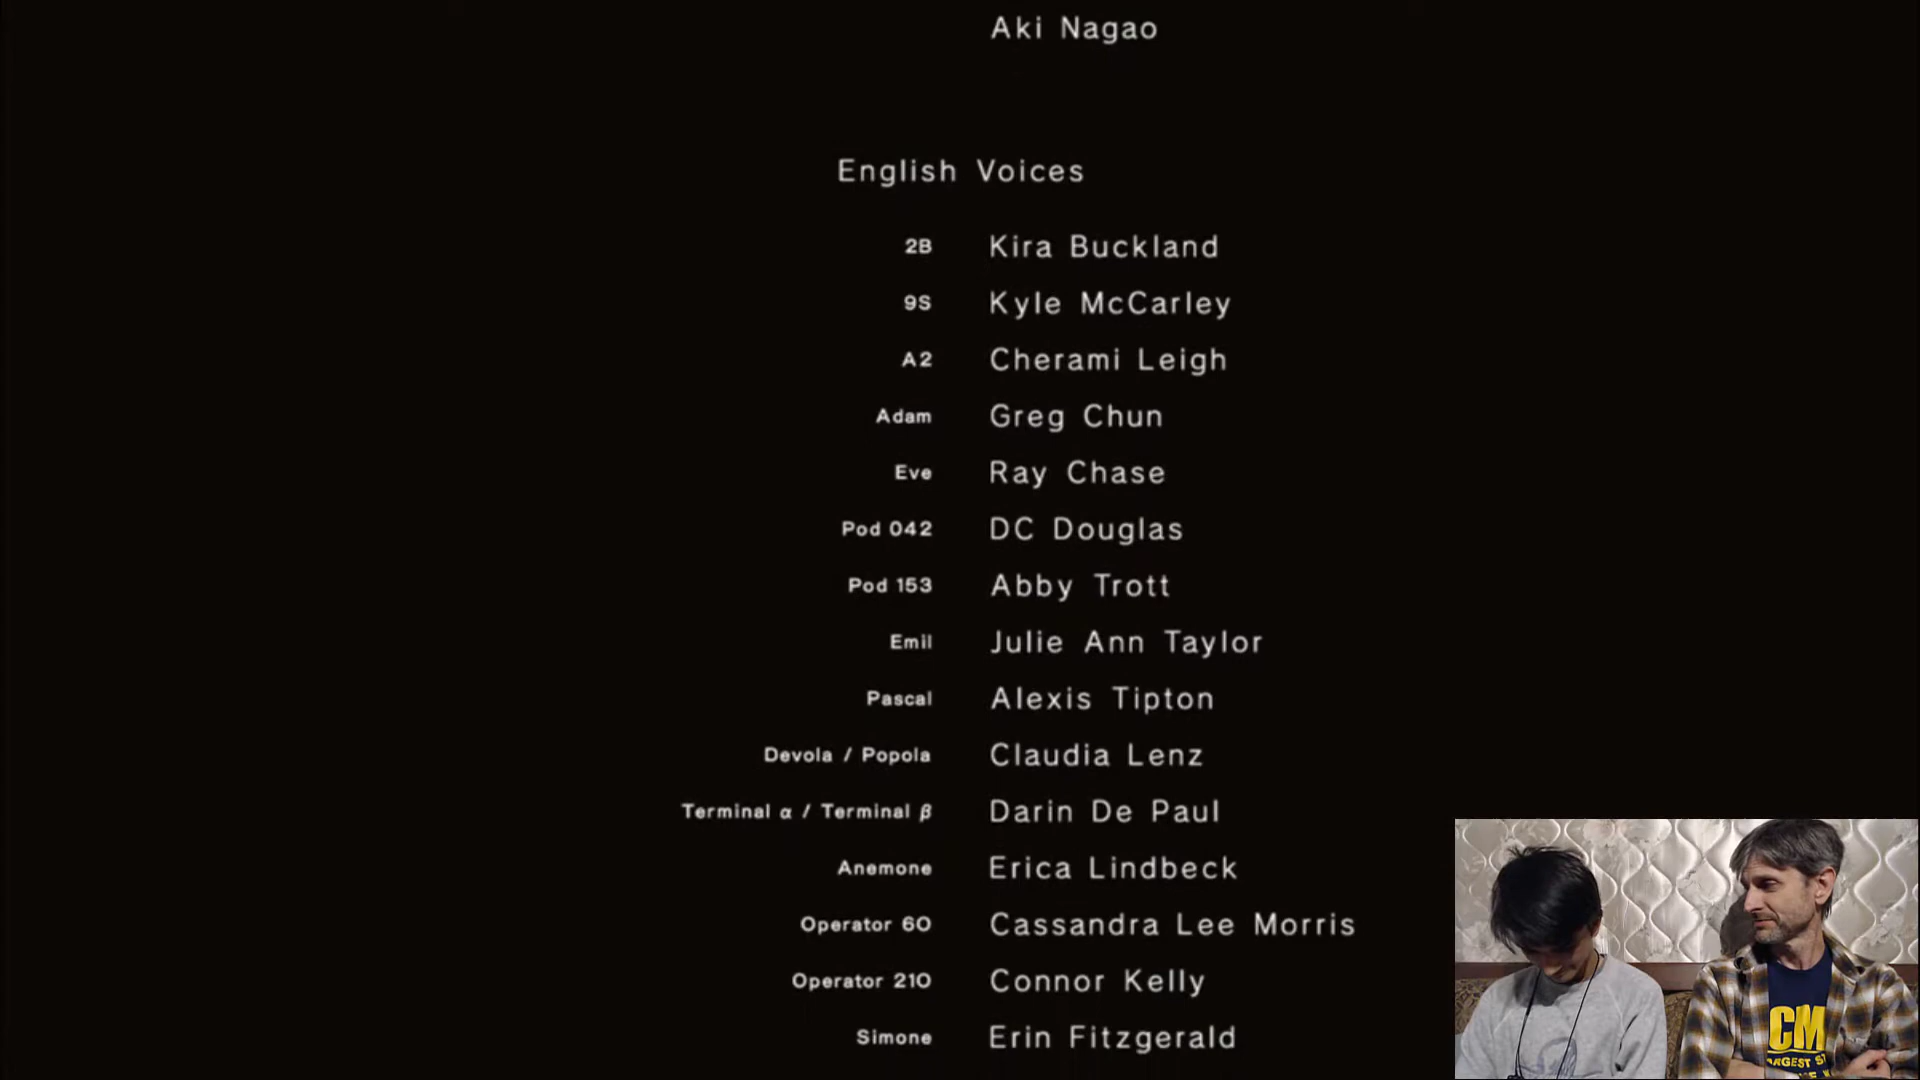 Aki Nagao
English Voices
2B Kira Buckland
9S Kyle McCarley
A2 Cherami Leigh
Adam Greg Chun
Eve Ray Chase
Pod 042 DC Douglas
Pod 153 Abby Trott
Emil Julie Ann Taylor
Pascal Alexis Tipton
Devola / Popola Claudia Lenz
Terminal α / Terminal β Darin De Paul
Anemone Erica Lindbeck
Operator 6O Cassandra Lee Morris
Operator 21O Connor Kelly
Simone Erin Fitzgerald
CM